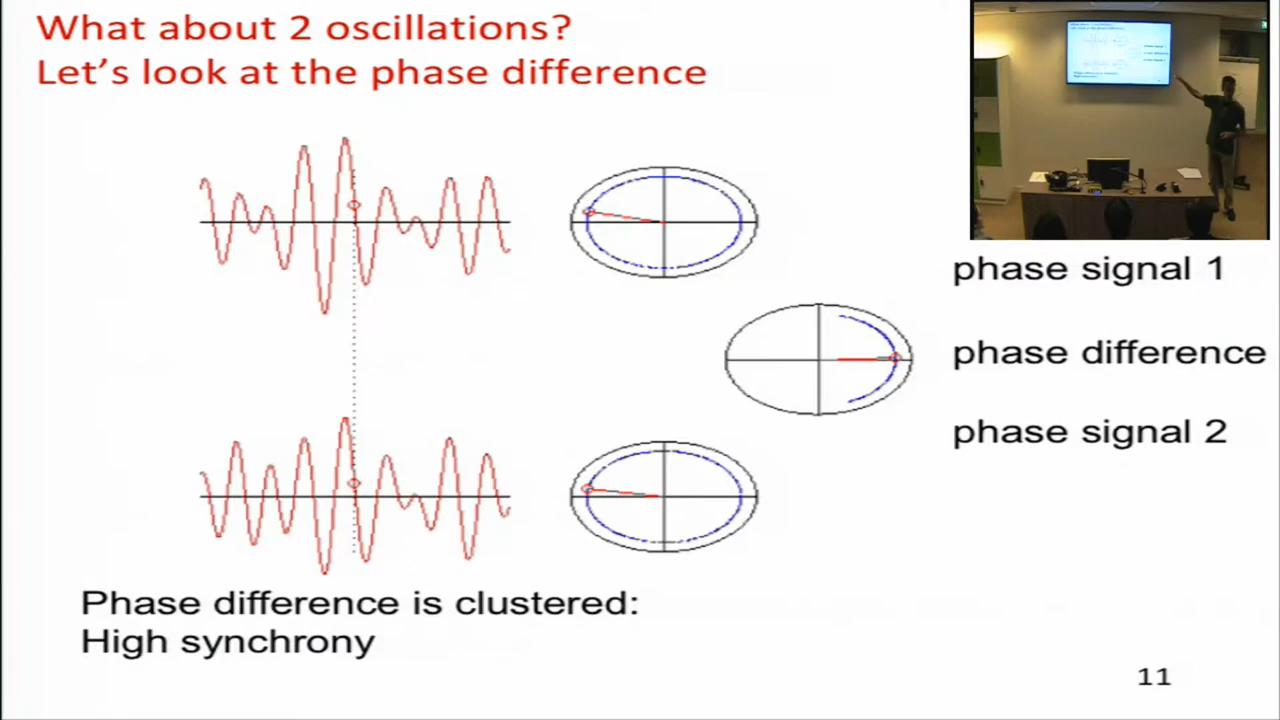 What about 2 oscillations?
Let's look at the phase difference
phase signal 1
phase difference
phase signal 2
Phase difference is clustered:
High synchrony
11